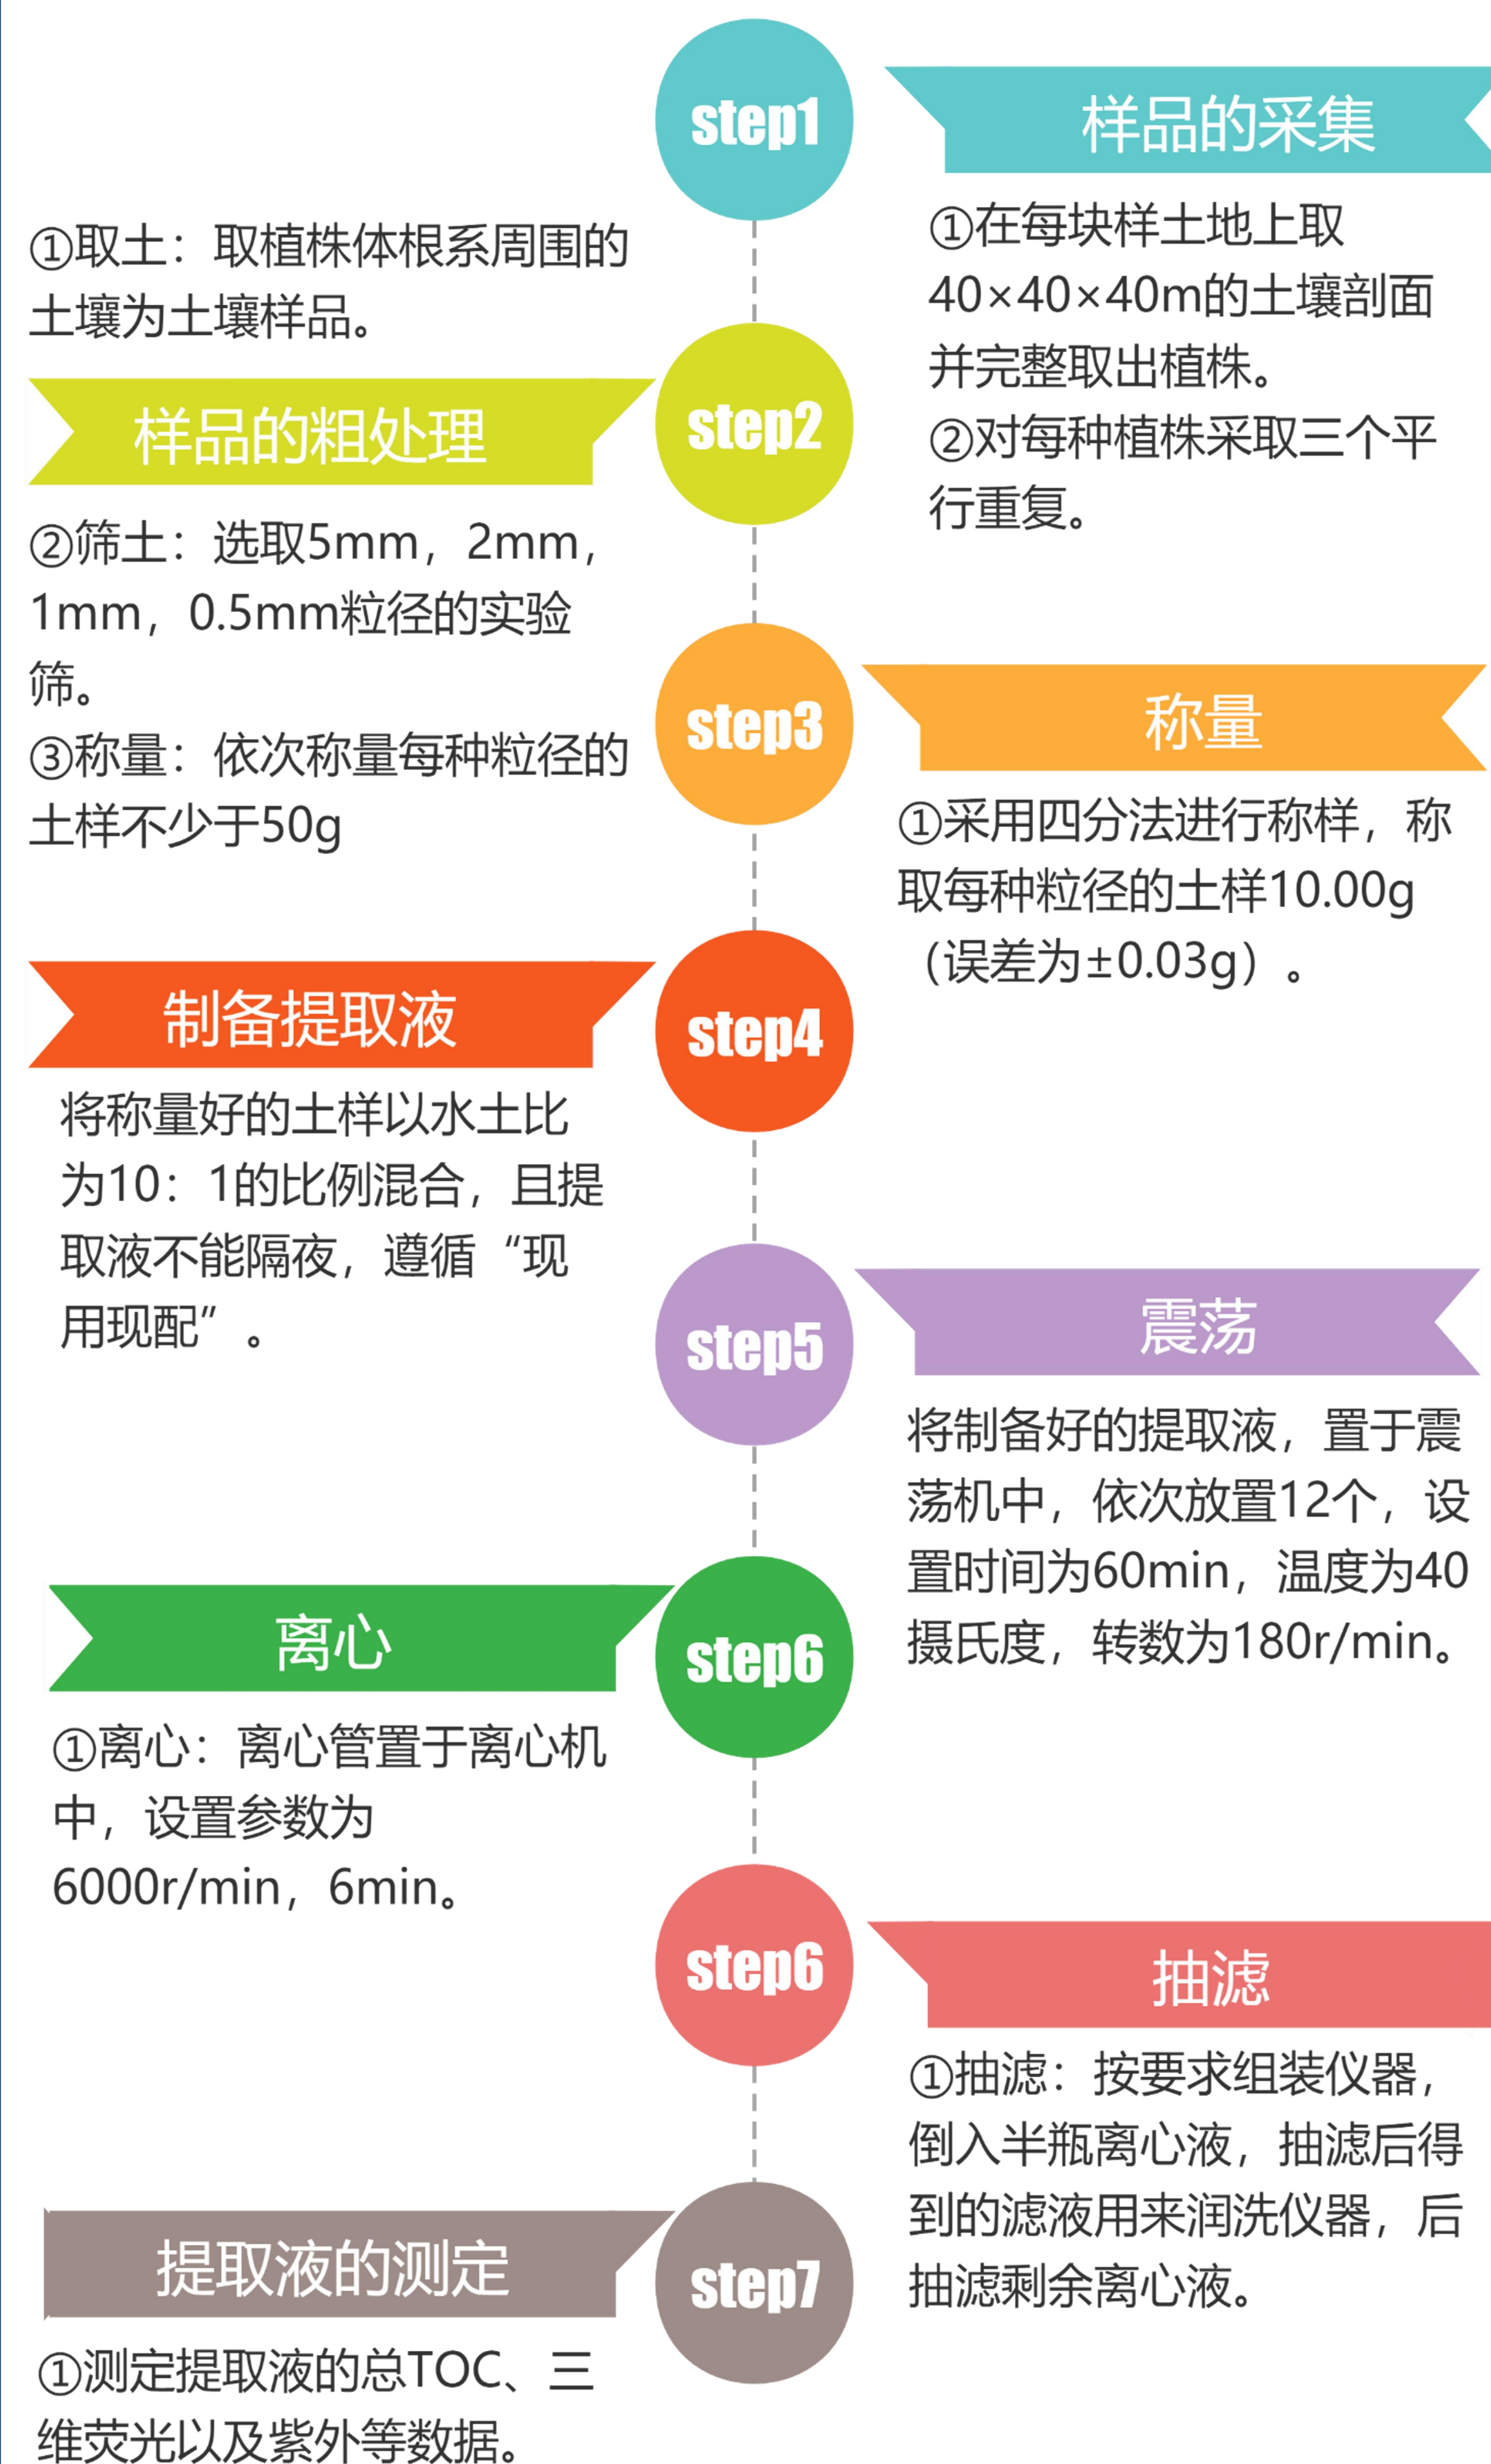 step1
样品的采集
①在每块样土地上取
40×40×40m的土壤剖面
并完整取出植株。
②对每种植株采取三个平
行重复。
①取土：取植株体根系周围的
土壤为土壤样品。
step2
样品的粗处理
②筛土：选取5mm，2mm，
1mm，0.5mm粒径的实验
筛。
③称量：依次称量每种粒径的
土样不少于50g
step3
称量
①采用四分法进行称样，称
取每种粒径的土样10.00g
（误差为±0.03g）。
step4
制备提取液
将称量好的土样以水土比
为10：1的比例混合，且提
取液不能隔夜，遵循“现
用现配”。
step5
震荡
将制备好的提取液，置于震
荡机中，依次放置12个，设
置时间为60min，温度为40
摄氏度，转数为180r/min。
step6
离心
①离心：离心管置于离心机
中，设置参数为
6000r/min，6min。
step6
抽滤
①抽滤：按要求组装仪器，
倒入半瓶离心液，抽滤后得
到的滤液用来润洗仪器，后
抽滤剩余离心液。
step7
提取液的测定
①测定提取液的总TOC、三
维荧光以及紫外等数据。